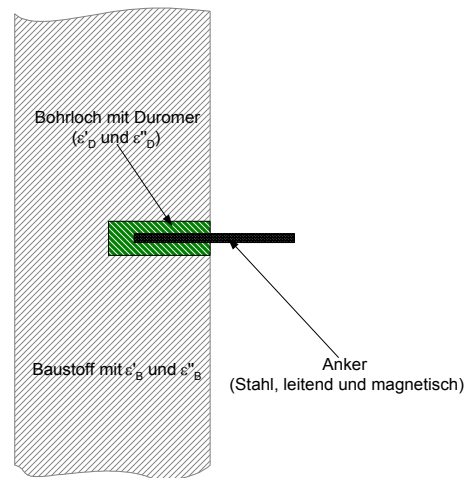 Bohrloch mit Duromer
(ε'D und ε''D)
Baustoff mit ε'B und ε''B
Anker
(Stahl, leitend und magnetisch)